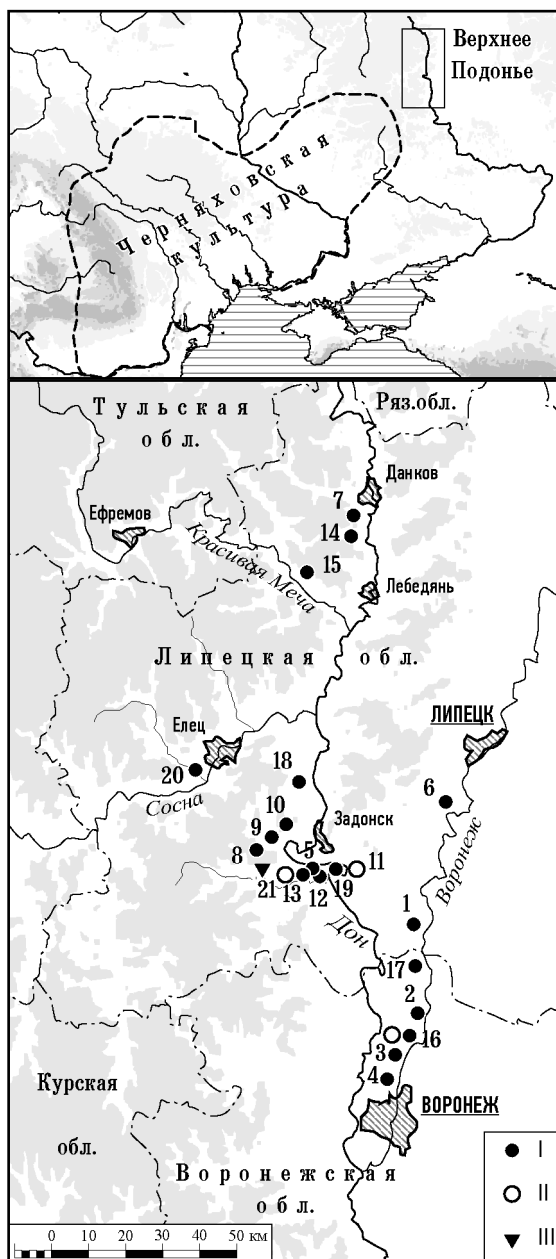 Верхнее
Подонье
Черняховская
культура
Тульская
обл.
Ряз.обл.
Данков
Ефремов
7
14
15
Красивая Меча
Лебедянь
Липецкая обл.
ЛИПЕЦК
Елец
20
Сосна
18
6
10
Задонск
9
8
5
11
21
13
12
19
Воронеж
Дон
1
17
2
16
3
4
Курская
обл.
ВОРОНЕЖ
Воронежская
обл.
I
II
III
0 10 20 30 40 50 км